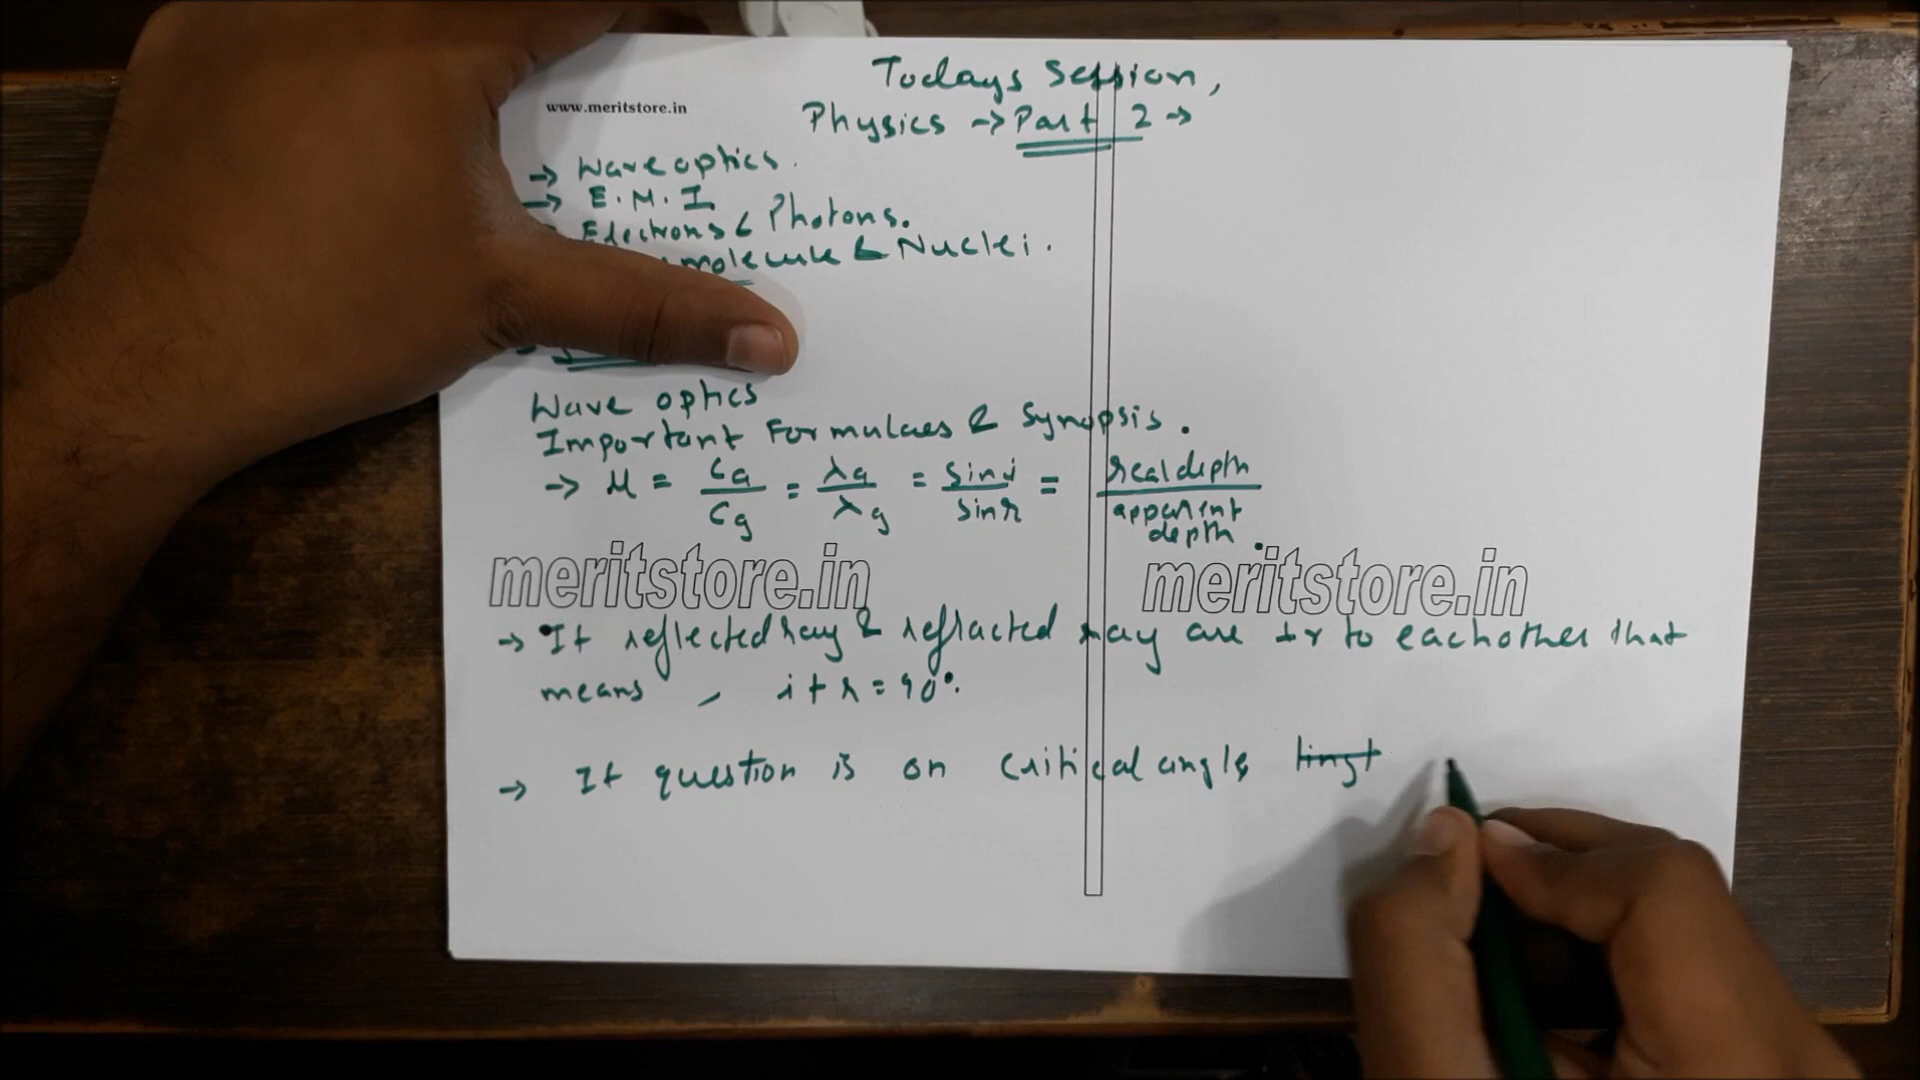 Todays Session,
www.meritstore.in
Physics → Part 2 →
→ Wave optics.
→ E.M.I.
Electrons & Photons.
molecule & Nuclei.
Wave optics
Important Formulaes & Synopsis.
→ μ = Ca/Cg = λa/λg = sin i/sin r = real depth/apparent depth.
meritstore.in meritstore.in
→ If reflected ray & refracted ray are ⊥r to eachother that
means, i + r = 90°.
→ If question is on critical angle